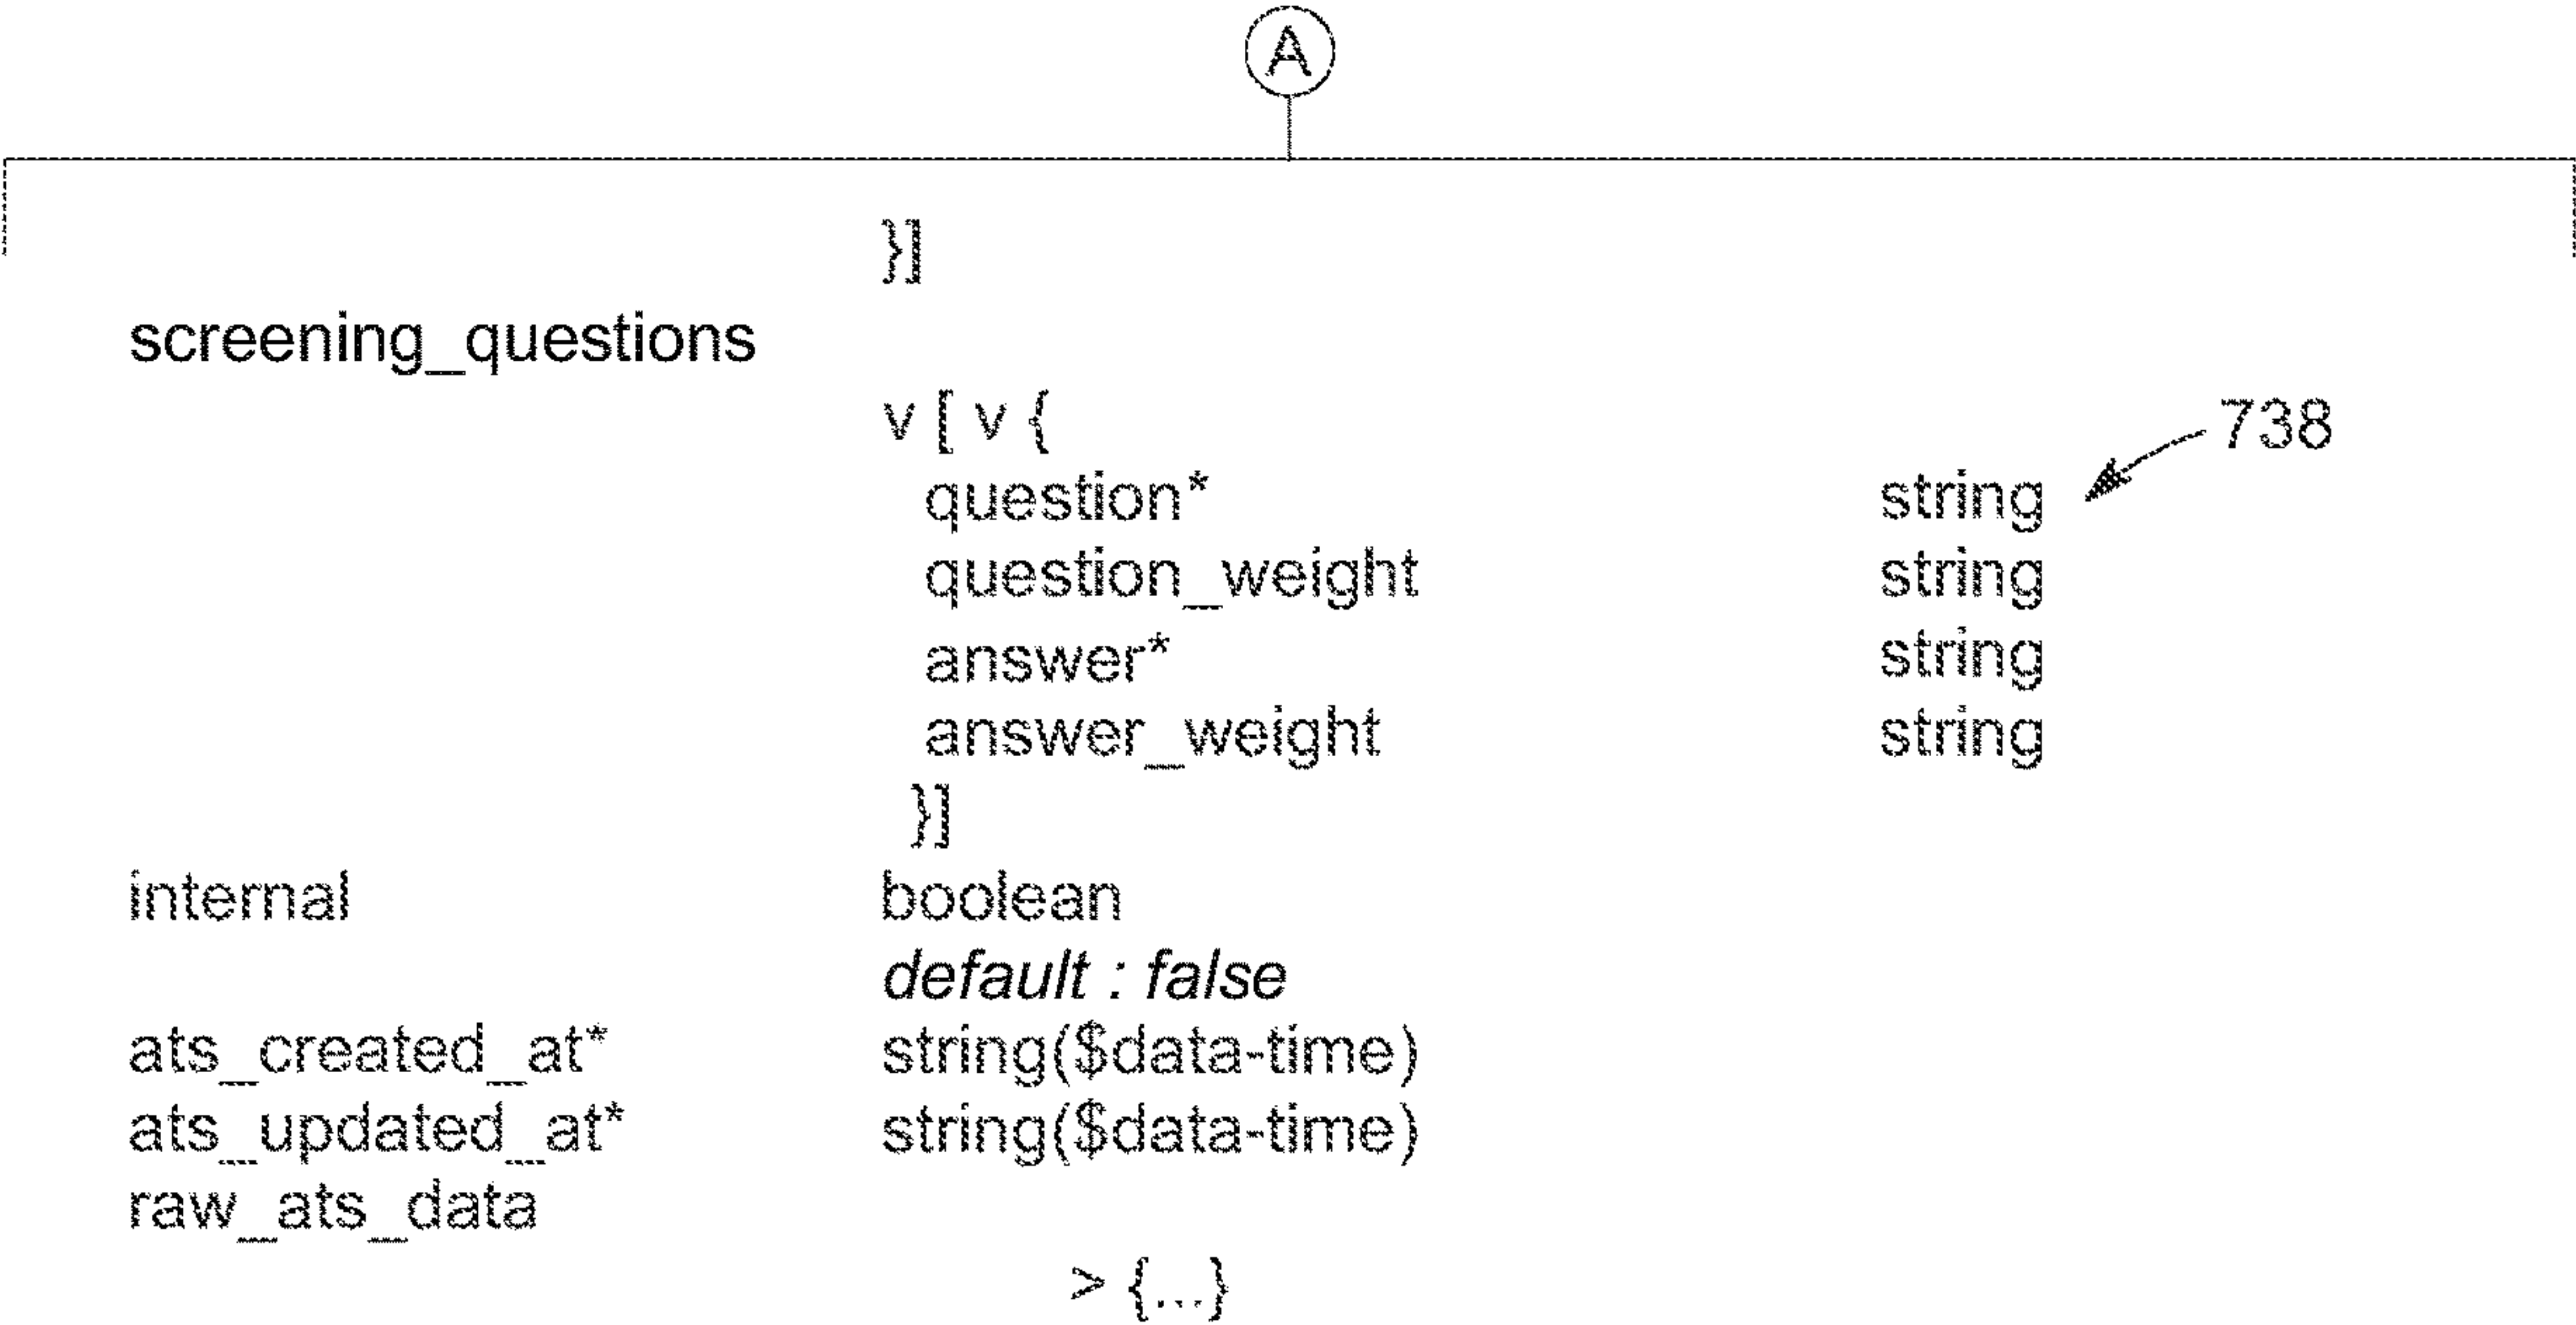 A
}]
screening_questions
v [ v {
738
question* string
question_weight string
answer* string
answer_weight string
}]
internal boolean
default : false
ats_created_at* string($data-time)
ats_updated_at* string($data-time)
raw_ats_data
> {...}